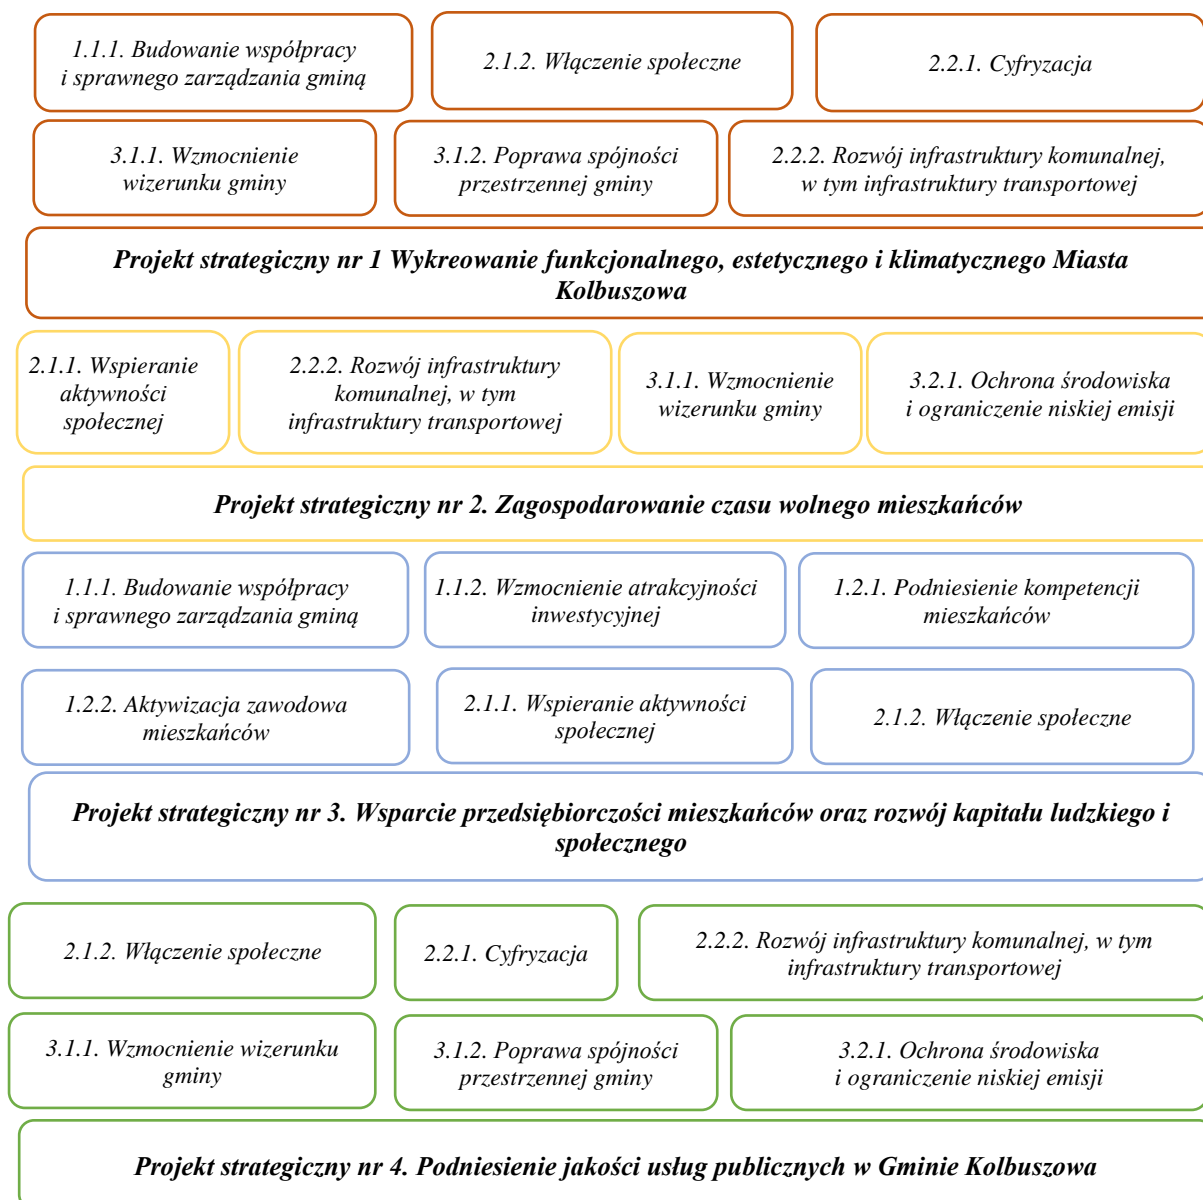 1.1.1. Budowanie współpracy
i sprawnego zarządzania gminą
2.1.2. Włączenie społeczne
2.2.1. Cyfryzacja
3.1.1. Wzmocnienie
wizerunku gminy
3.1.2. Poprawa spójności
przestrzennej gminy
2.2.2. Rozwój infrastruktury komunalnej,
w tym infrastruktury transportowej
Projekt strategiczny nr 1 Wykreowanie funkcjonalnego, estetycznego i klimatycznego Miasta
Kolbuszowa
2.1.1. Wspieranie
aktywności
społecznej
2.2.2. Rozwój infrastruktury
komunalnej, w tym
infrastruktury transportowej
3.1.1. Wzmocnienie
wizerunku gminy
3.2.1. Ochrona środowiska
i ograniczenie niskiej emisji
Projekt strategiczny nr 2. Zagospodarowanie czasu wolnego mieszkańców
1.1.1. Budowanie współpracy
i sprawnego zarządzania gminą
1.1.2. Wzmocnienie atrakcyjności
inwestycyjnej
1.2.1. Podniesienie kompetencji
mieszkańców
1.2.2. Aktywizacja zawodowa
mieszkańców
2.1.1. Wspieranie aktywności
społecznej
2.1.2. Włączenie społeczne
Projekt strategiczny nr 3. Wsparcie przedsiębiorczości mieszkańców oraz rozwój kapitału ludzkiego i
społecznego
2.1.2. Włączenie społeczne
2.2.1. Cyfryzacja
2.2.2. Rozwój infrastruktury komunalnej, w tym
infrastruktury transportowej
3.1.1. Wzmocnienie wizerunku
gminy
3.1.2. Poprawa spójności
przestrzennej gminy
3.2.1. Ochrona środowiska
i ograniczenie niskiej emisji
Projekt strategiczny nr 4. Podniesienie jakości usług publicznych w Gminie Kolbuszowa